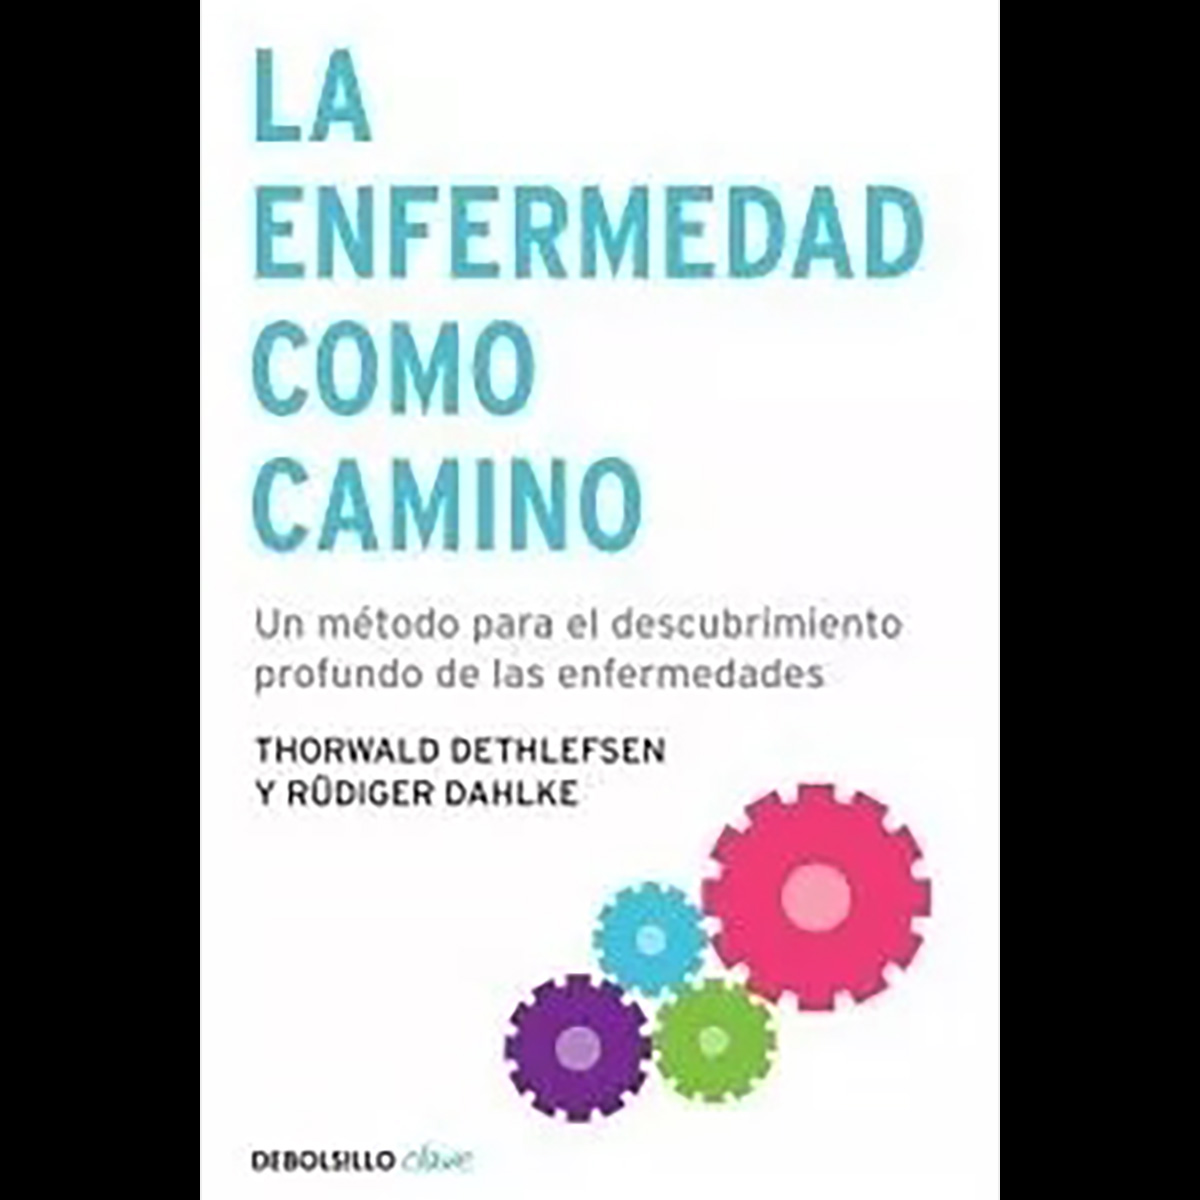 LA
ENFERMEDAD
COMO
CAMINO
Un método para el descubrimiento
profundo de las enfermedades
THORWALD DETHLEFSEN
Y RÜDIGER DAHLKE
DEBOLSILLO clave